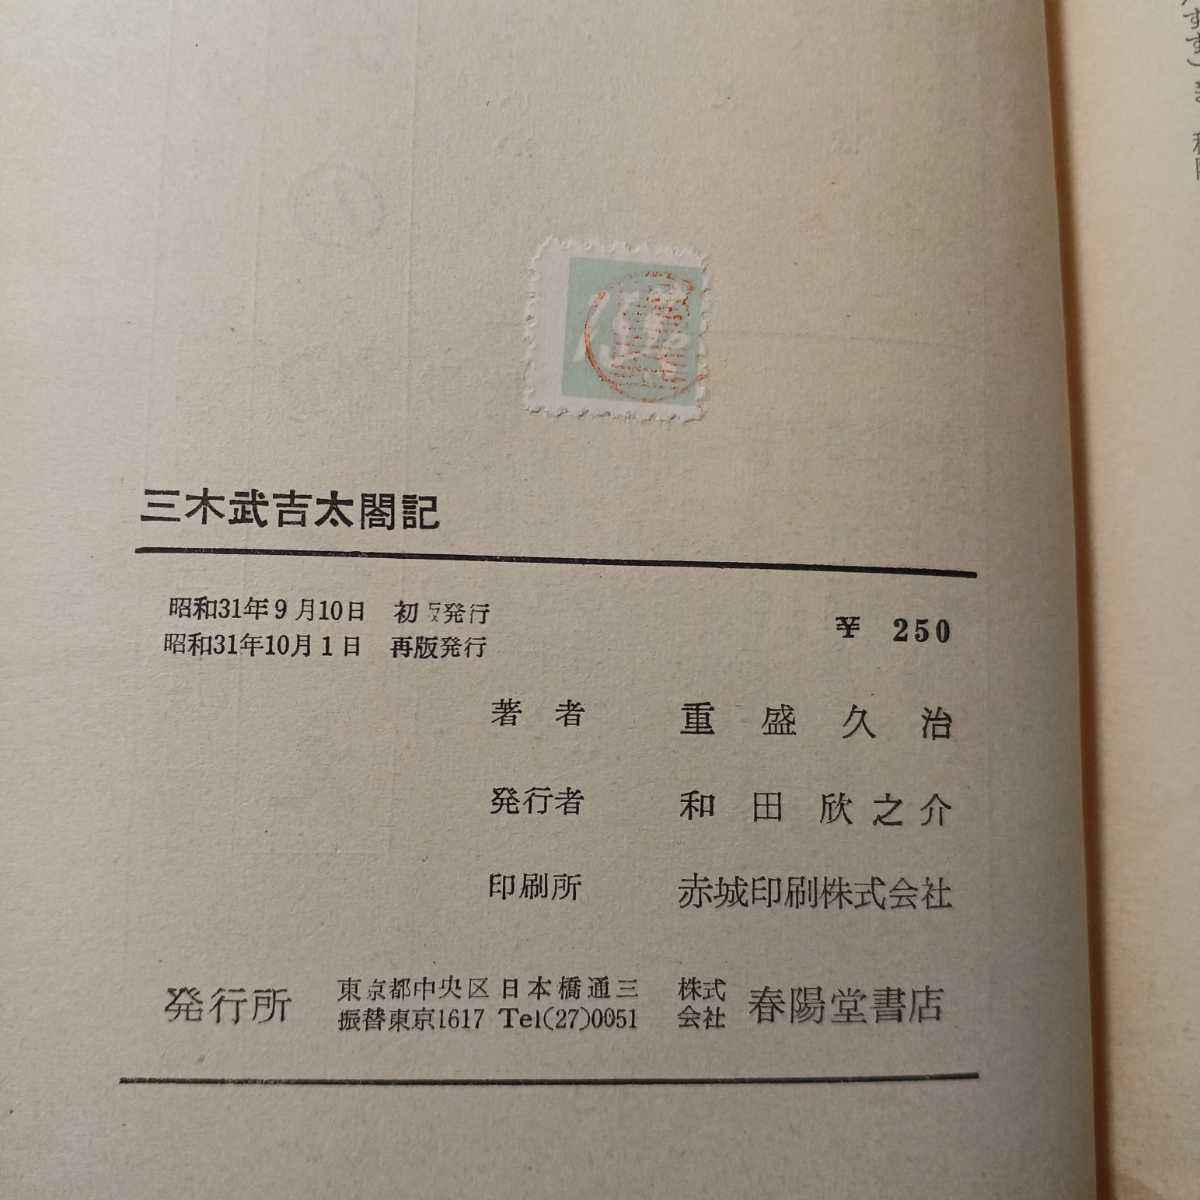 三木武吉太閤記
昭和31年9月10日 初版発行
昭和31年10月1日 再版発行
¥ 250
著者 重盛久治
発行者 和田欣之介
印刷所 赤城印刷株式会社
発行所 東京都中央区日本橋通三 株式会社 春陽堂書店
振替東京1617 Tel(27)0051